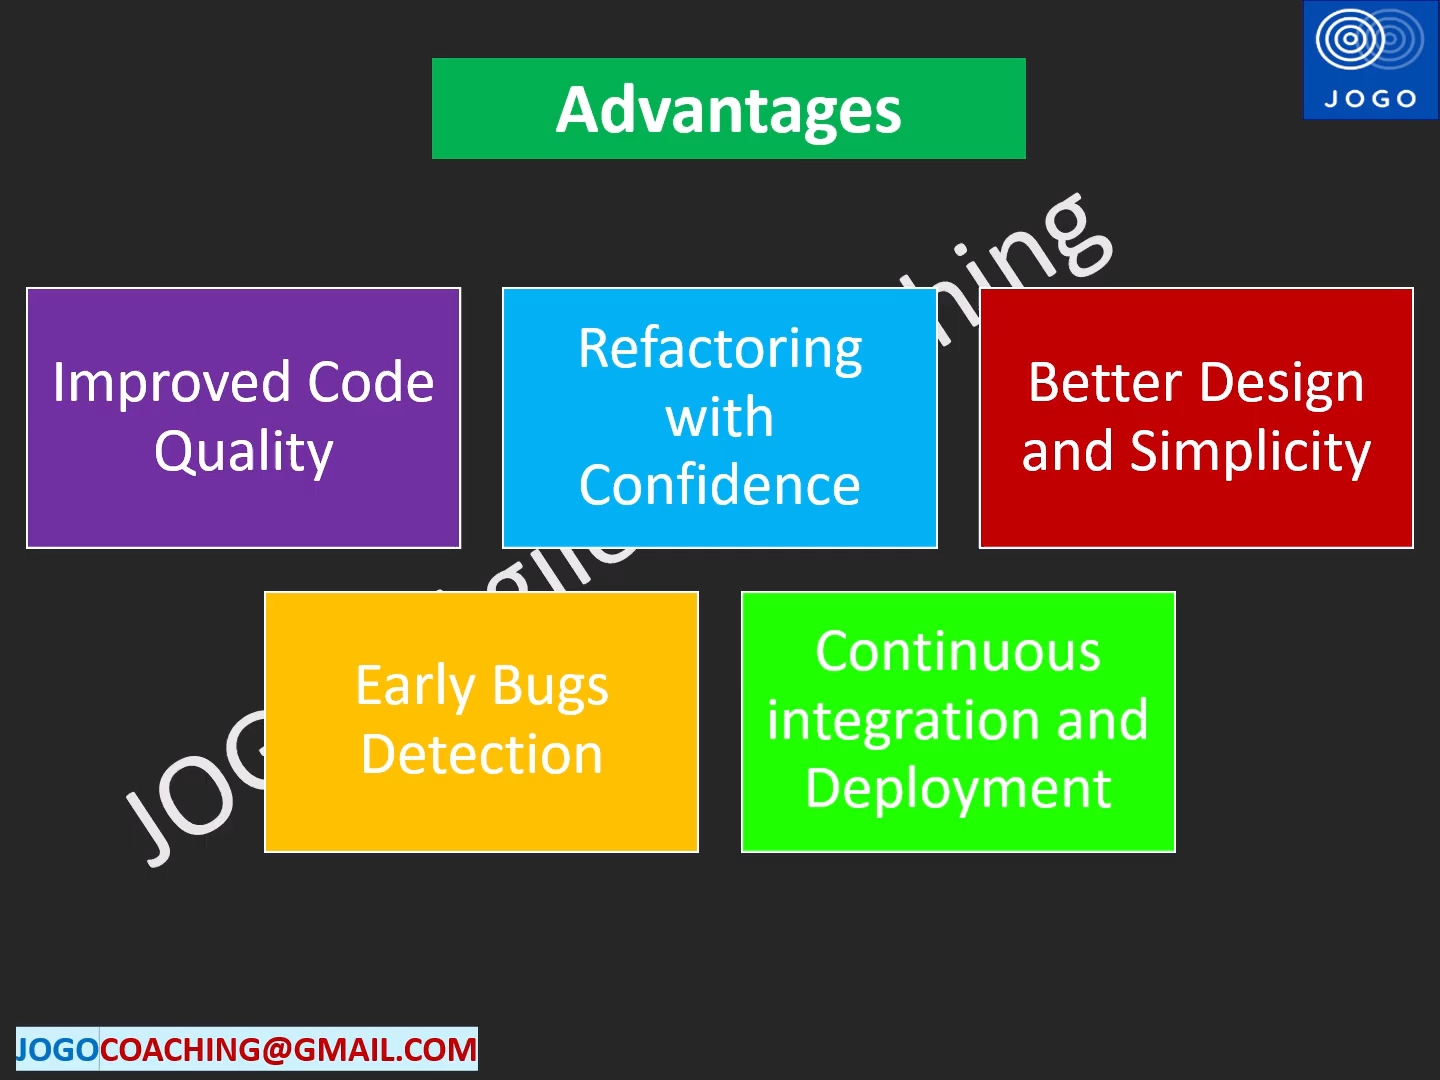 JOGO
Advantages
Improved Code
Quality
Refactoring
with
Confidence
Better Design
and Simplicity
Early Bugs
Detection
Continuous
integration and
Deployment
JOGOCOACHING@GMAIL.COM